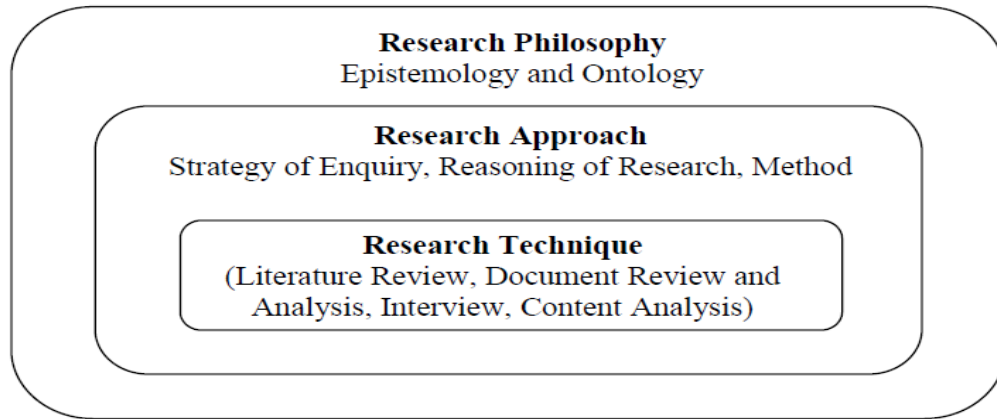 Research Philosophy
Epistemology and Ontology
Research Approach
Strategy of Enquiry, Reasoning of Research, Method
Research Technique
(Literature Review, Document Review and
Analysis, Interview, Content Analysis)